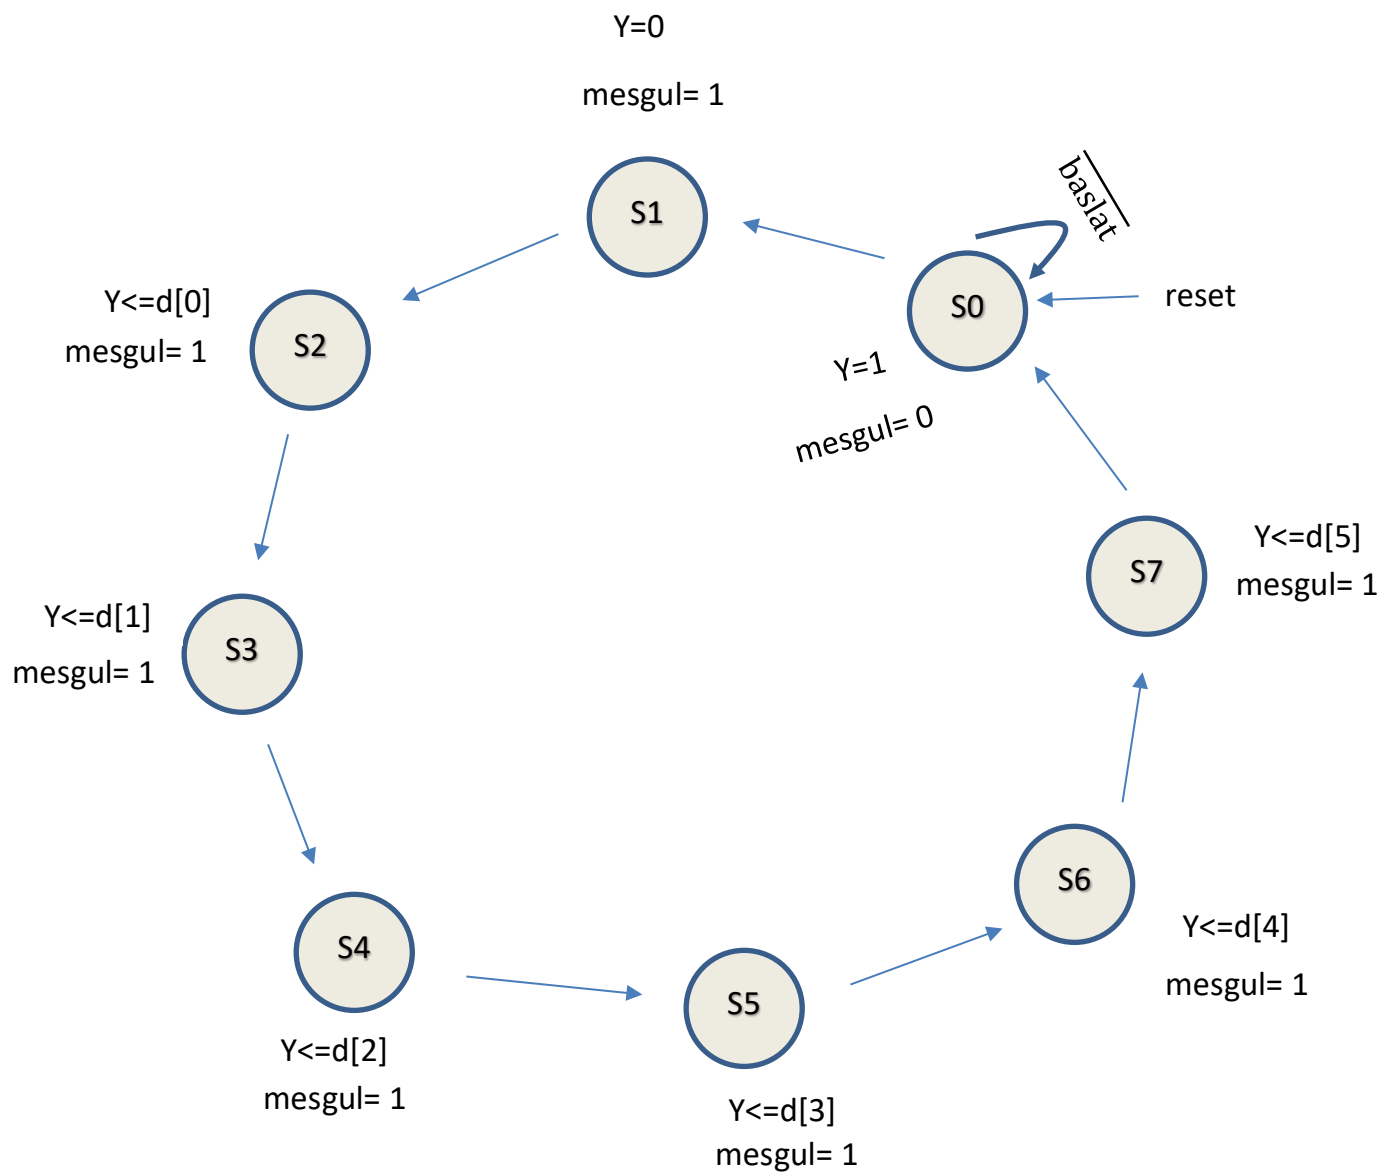 Y=0
mesgul= 1
S1
baslat
S0
reset
Y=1
mesgul= 0
Y<=d[0]
mesgul= 1
S2
Y<=d[1]
mesgul= 1
S3
S4
Y<=d[2]
mesgul= 1
S5
Y<=d[3]
mesgul= 1
S6
Y<=d[4]
mesgul= 1
S7
Y<=d[5]
mesgul= 1